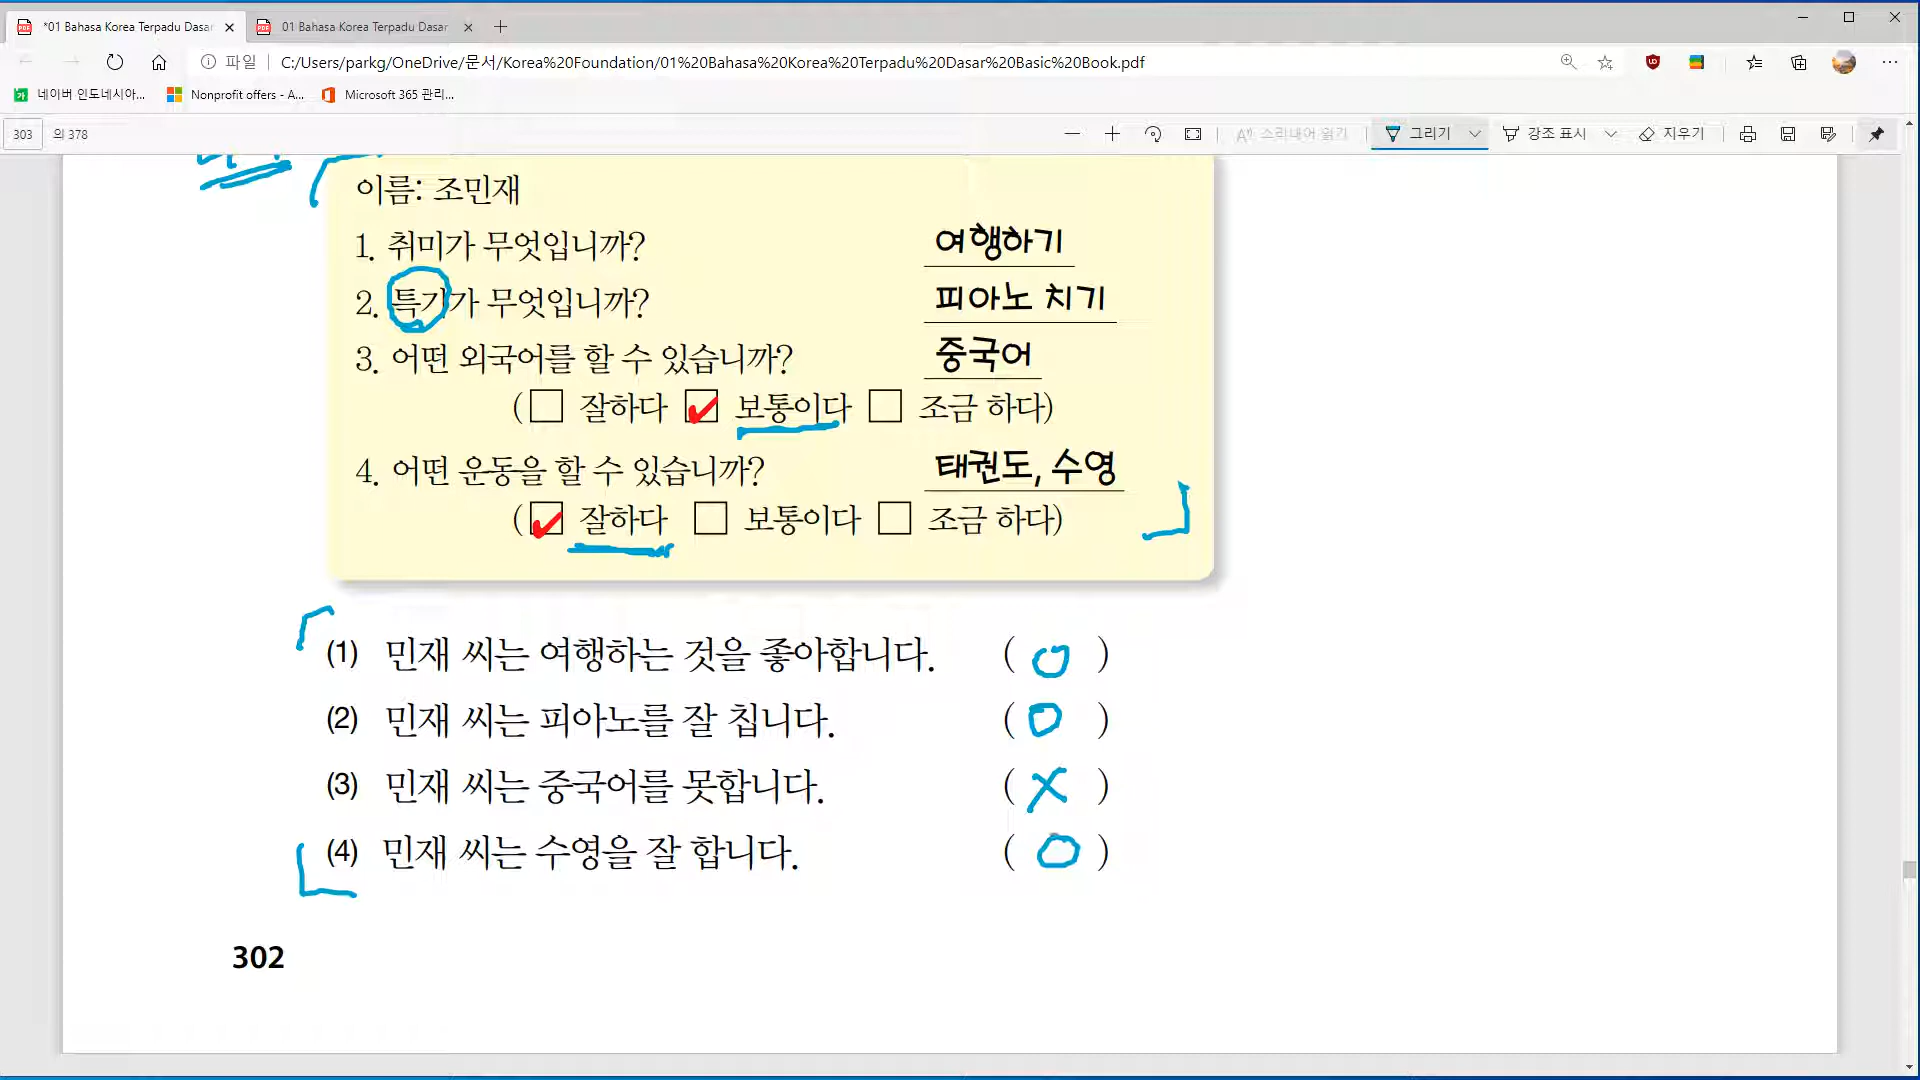 *01 Bahasa Korea Terpadu Dasar
01 Bahasa Korea Terpadu Dasar
파일 C:/Users/parkg/OneDrive/문서/Korea%20Foundation/01%20Bahasa%20Korea%20Terpadu%20Dasar%20Basic%20Book.pdf
네이버 인도네시아... Nonprofit offers - A... Microsoft 365 관리...
303 의 378 소리내어 읽기 그리기 강조 표시 지우기
이름: 조민재
1. 취미가 무엇입니까? 여행하기
2. 특기가 무엇입니까? 피아노 치기
3. 어떤 외국어를 할 수 있습니까? 중국어
(□ 잘하다 ✔ 보통이다 □ 조금 하다)
4. 어떤 운동을 할 수 있습니까? 태권도, 수영
(✔ 잘하다 □ 보통이다 □ 조금 하다)
(1) 민재 씨는 여행하는 것을 좋아합니다. ( O )
(2) 민재 씨는 피아노를 잘 칩니다. ( O )
(3) 민재 씨는 중국어를 못합니다. ( X )
(4) 민재 씨는 수영을 잘 합니다. ( O )
302